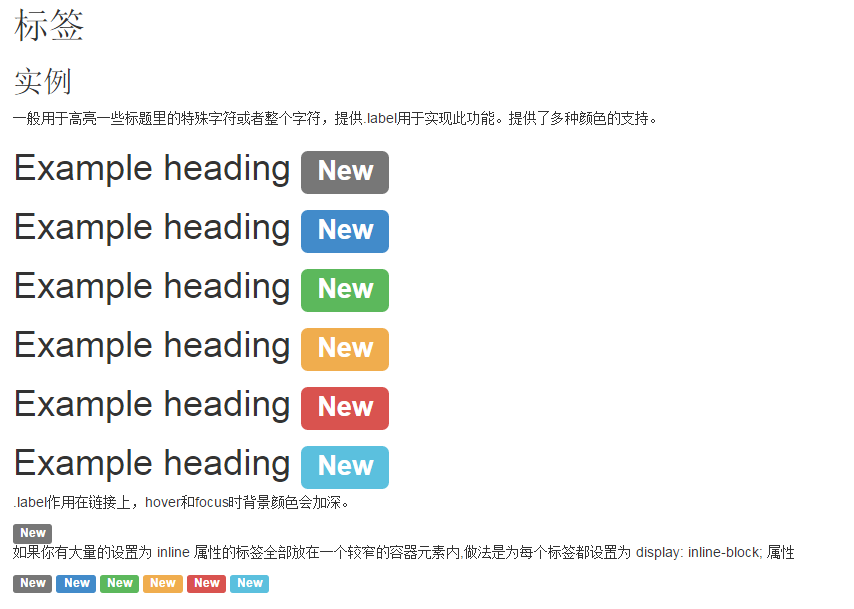 标签
实例
一般用于高亮一些标题里的特殊字符或者整个字符，提供.label用于实现此功能。提供了多种颜色的支持。
Example heading New
Example heading New
Example heading New
Example heading New
Example heading New
Example heading New
.label作用在链接上，hover和focus时背景颜色会加深。
New
如果你有大量的设置为 inline 属性的标签全部放在一个较窄的容器元素内,做法是为每个标签都设置为 display: inline-block; 属性
New New New New New New